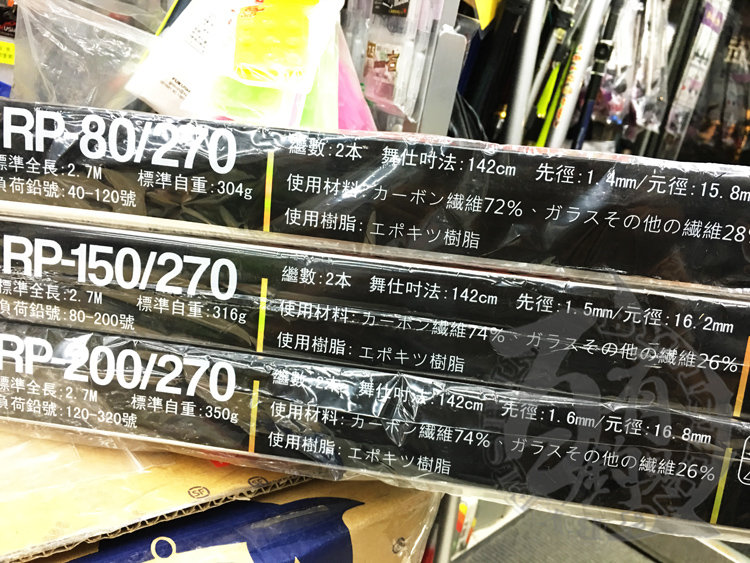 RP-80/270
標準全長:2.7M
標準自重:304g
負荷鉛號:40-120號
繼數:2本 舞仕吋法:142cm 先徑:1.4mm/元徑:15.8m
使用材料:カーボン纖維72%、ガラスその他の纖維28
使用樹脂:エポキツ樹脂
RP-150/270
標準全長:2.7M
標準自重:316g
負荷鉛號:80-200號
繼數:2本 舞仕吋法:142cm 先徑:1.5mm/元徑:16.2mm
使用材料:カーボン纖維74%、ガラスその他の纖維26%
使用樹脂:エポキツ樹脂
RP-200/270
標準全長:2.7M
標準自重:350g
負荷鉛號:120-320號
繼數:2本 舞仕吋法:142cm 先徑:1.6mm/元徑:16.8mm
使用材料:カーボン纖維74%、ガラスその他の纖維26%
使用樹脂:エポキツ樹脂